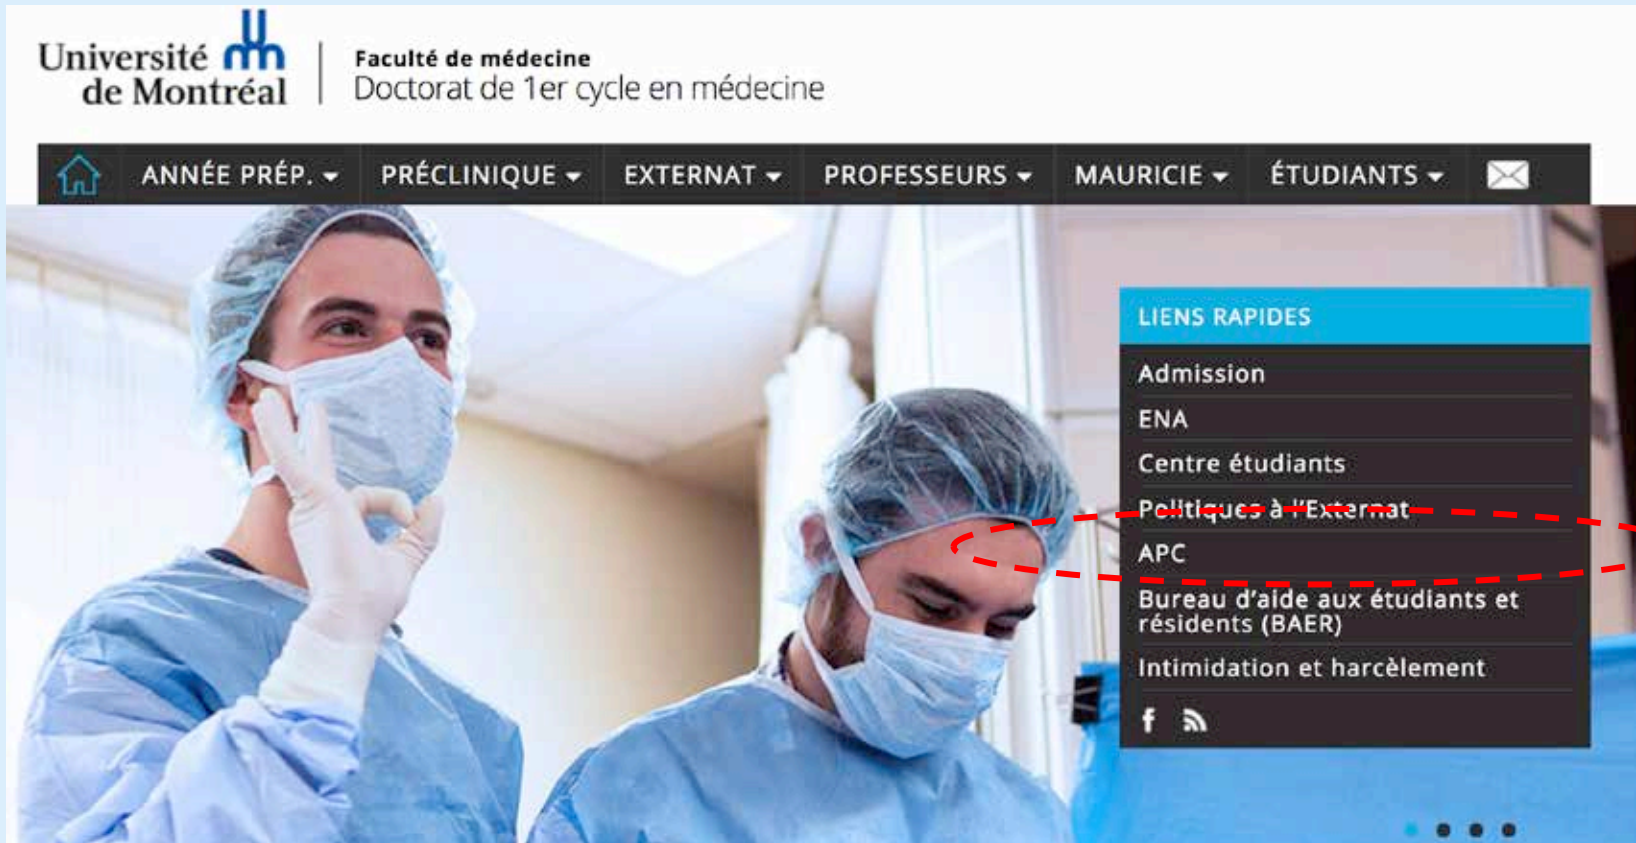 Université
de Montréal
Faculté de médecine
Doctorat de 1er cycle en médecine
ANNÉE PRÉP. PRÉCLINIQUE EXTERNAT PROFESSEURS MAURICIE ÉTUDIANTS
LIENS RAPIDES
Admission
ENA
Centre étudiants
Politiques à l'Externat
APC
Bureau d'aide aux étudiants et
résidents (BAER)
Intimidation et harcèlement